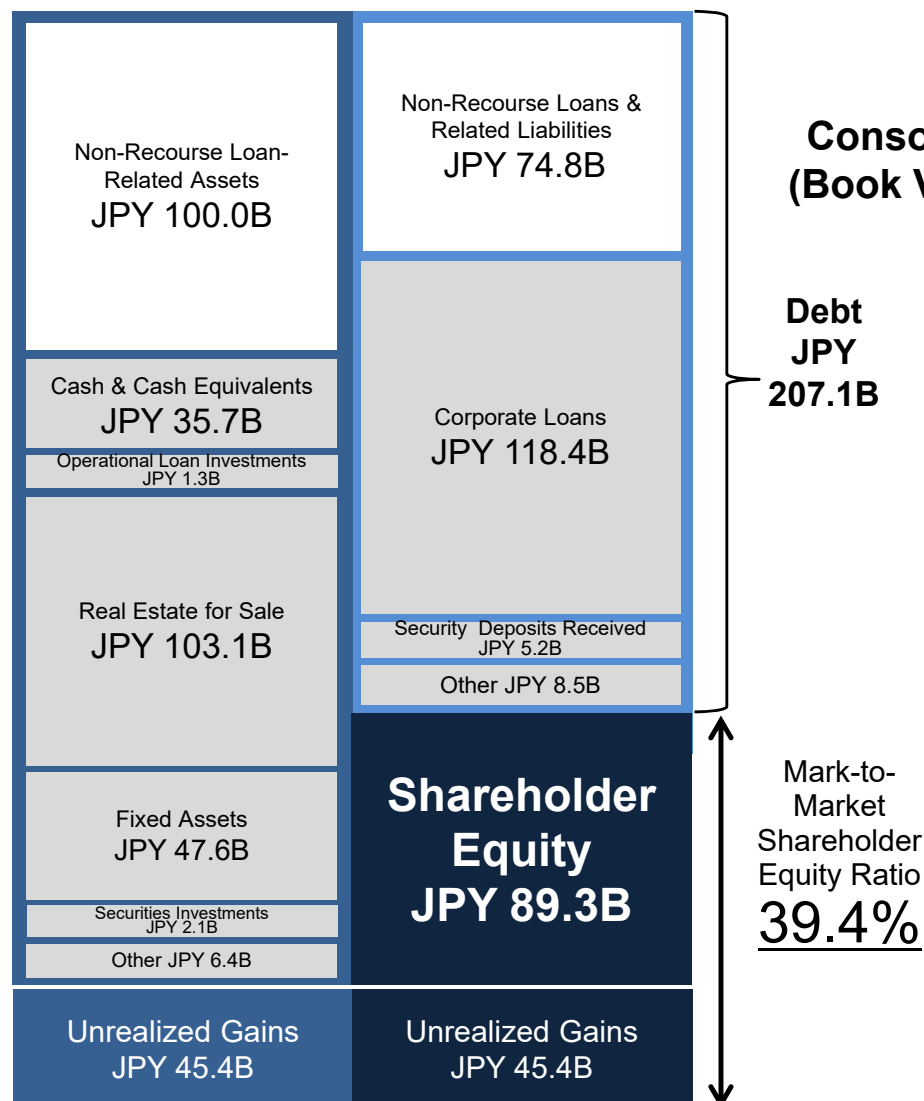 Non-Recourse Loan-
Related Assets
JPY 100.0B
Cash & Cash Equivalents
JPY 35.7B
Operational Loan Investments
JPY 1.3B
Real Estate for Sale
JPY 103.1B
Fixed Assets
JPY 47.6B
Securities Investments
JPY 2.1B
Other JPY 6.4B
Unrealized Gains
JPY 45.4B
Non-Recourse Loans &
Related Liabilities
JPY 74.8B
Corporate Loans
JPY 118.4B
Security Deposits Received
JPY 5.2B
Other JPY 8.5B
Shareholder
Equity
JPY 89.3B
Unrealized Gains
JPY 45.4B
Conso
(Book V
Debt
JPY
207.1B
Mark-to-
Market
Shareholder
Equity Ratio
39.4%